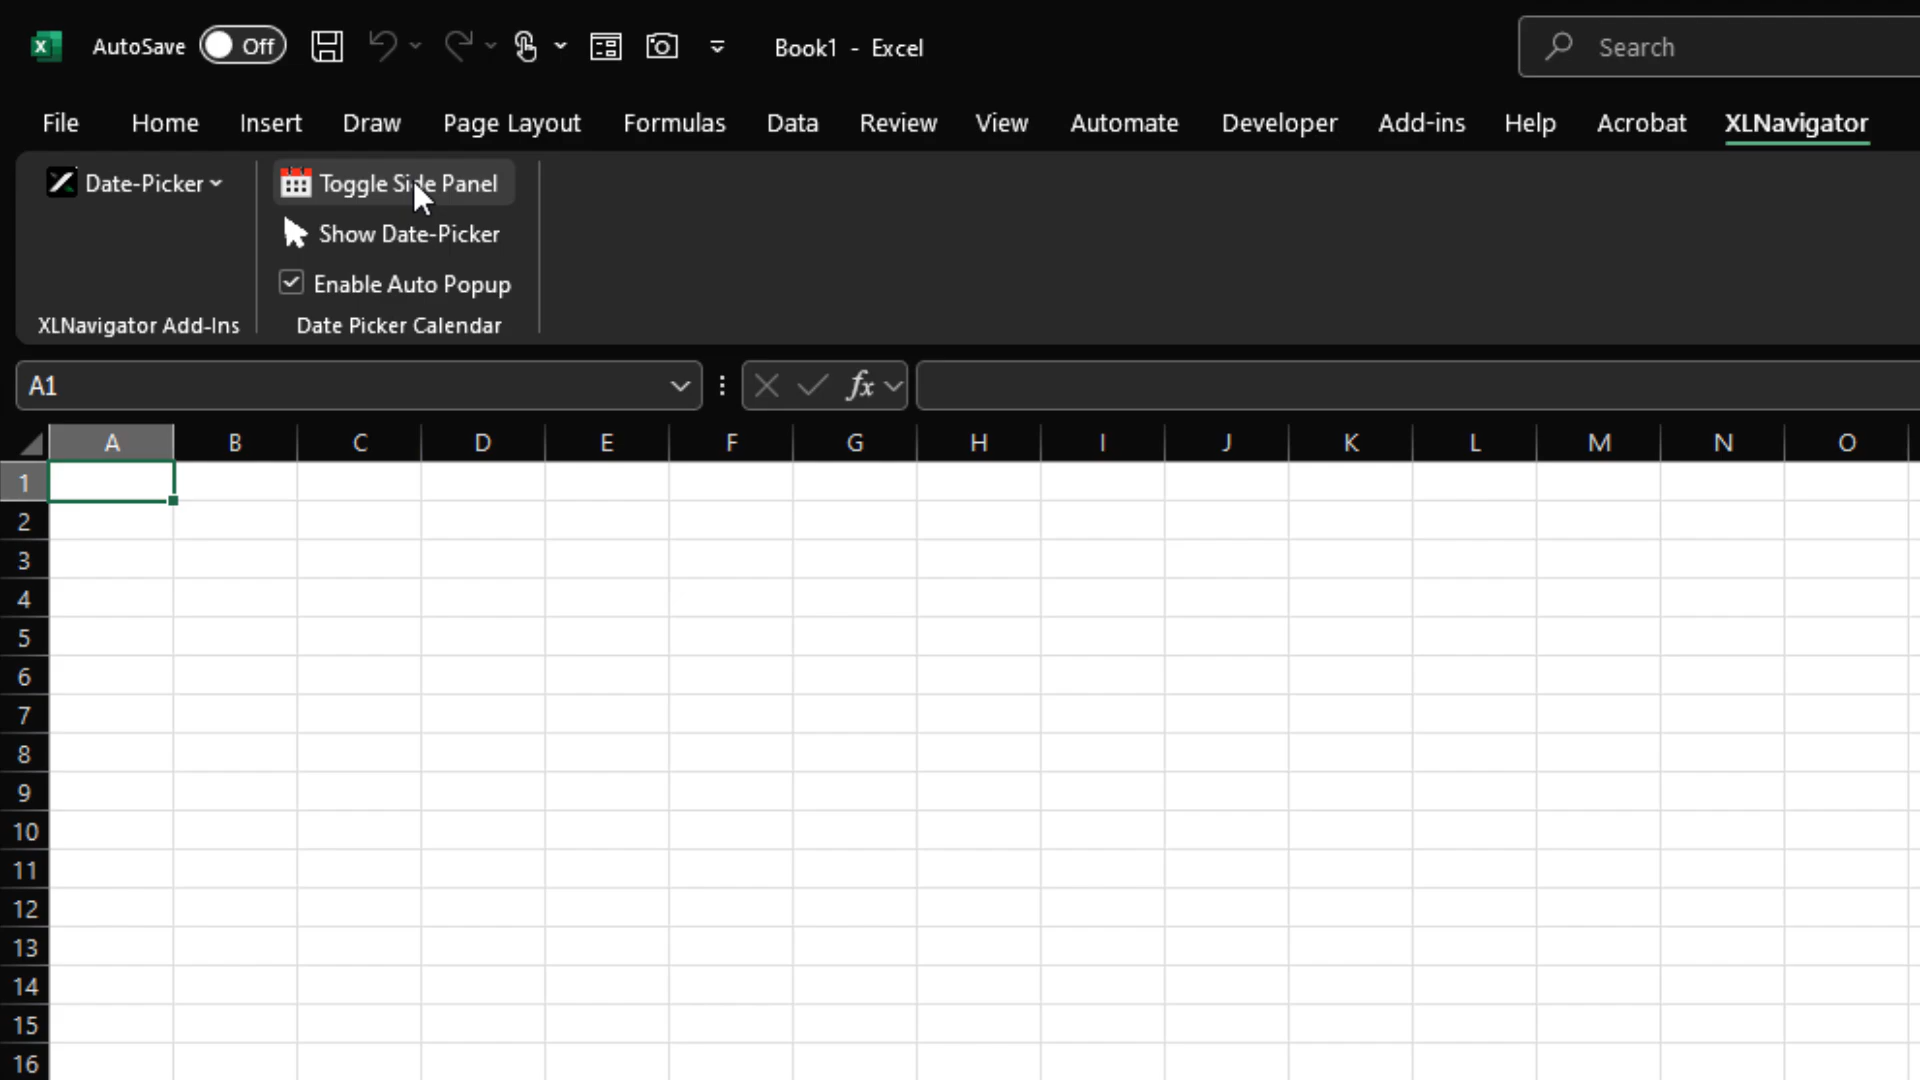 AutoSave Off Book1 - Excel Search
File Home Insert Draw Page Layout Formulas Data Review View Automate Developer Add-ins Help Acrobat XLNavigator
Date-Picker Toggle Side Panel
Show Date-Picker
Enable Auto Popup
XLNavigator Add-Ins Date Picker Calendar
A1 fx
A B C D E F G H I J K L M N O
1
2
3
4
5
6
7
8
9
10
11
12
13
14
15
16